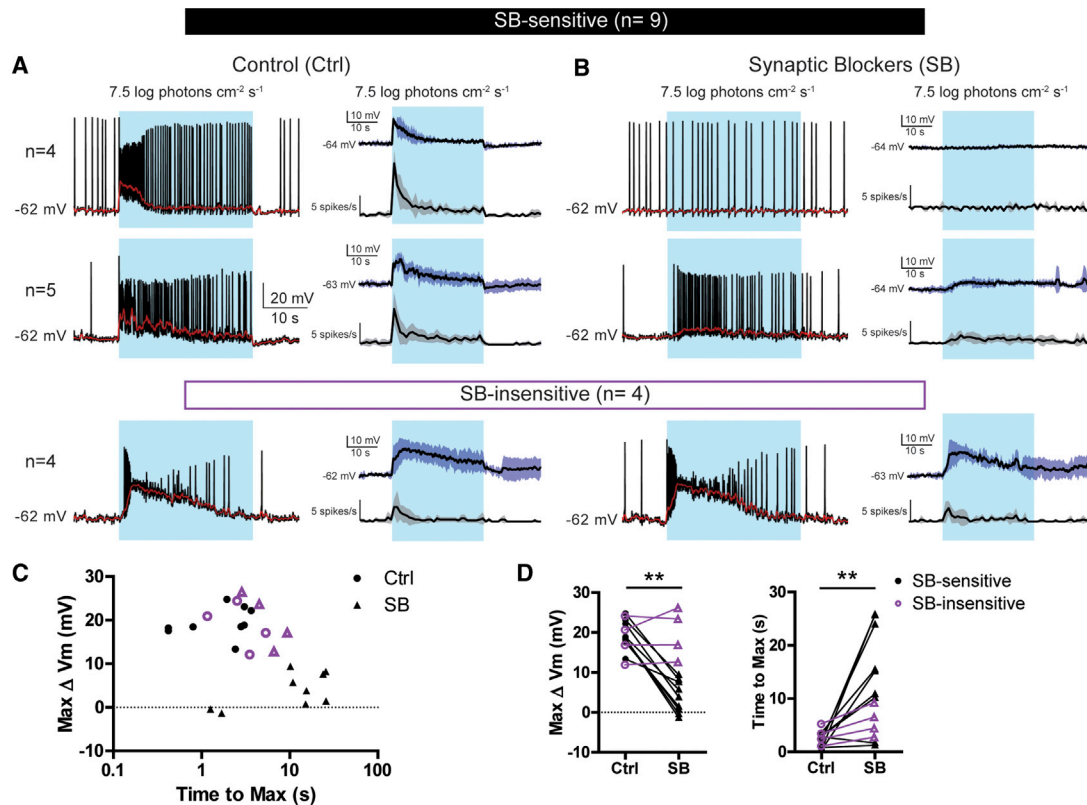 SB-sensitive (n= 9)
A
Control (Ctrl)
7.5 log photons cm⁻² s⁻¹
7.5 log photons cm⁻² s⁻¹
n=4
-62 mV
10 mV
10 s
-64 mV
5 spikes/s
n=5
-62 mV
20 mV
10 s
10 mV
10 s
-63 mV
5 spikes/s
B
Synaptic Blockers (SB)
7.5 log photons cm⁻² s⁻¹
7.5 log photons cm⁻² s⁻¹
-62 mV
10 mV
10 s
-64 mV
5 spikes/s
-62 mV
10 mV
10 s
-64 mV
5 spikes/s
SB-insensitive (n= 4)
n=4
-62 mV
10 mV
10 s
-62 mV
5 spikes/s
-62 mV
10 mV
10 s
-63 mV
5 spikes/s
C
Max Δ Vm (mV)
30
20
10
0
-10
0.1
1
10
100
Time to Max (s)
Ctrl
SB
D
Max Δ Vm (mV)
30
20
10
0
-10
**
Ctrl
SB
Time to Max (s)
30
20
10
0
**
Ctrl
SB
SB-sensitive
SB-insensitive